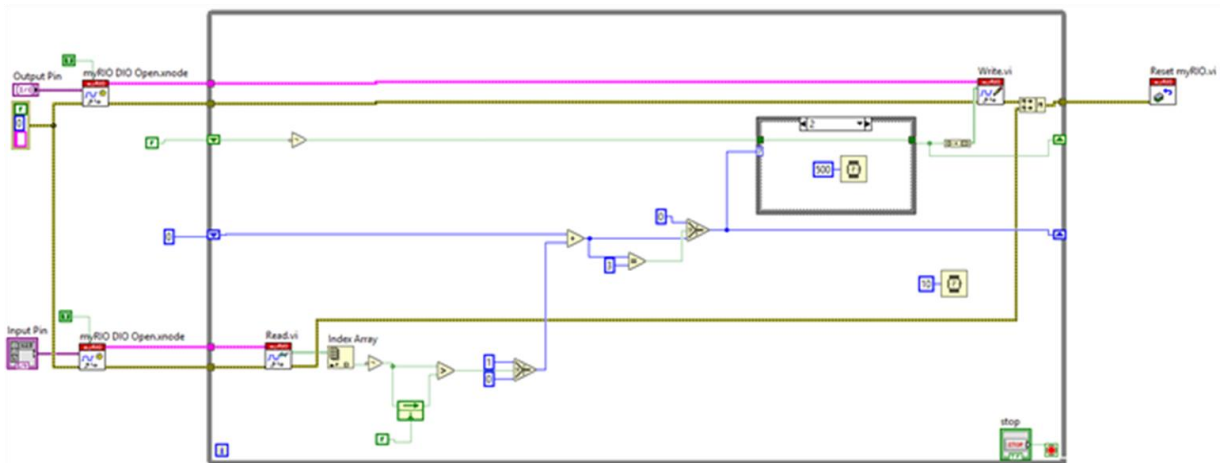 myRIO DIO Open.xnode
Output Pin
F
F
Write.vi
Reset myRIO.vi
2
500
0
0
10
Input Pin
myRIO DIO Open.xnode
Read.vi
Index Array
1
0
F
i
stop
STOP